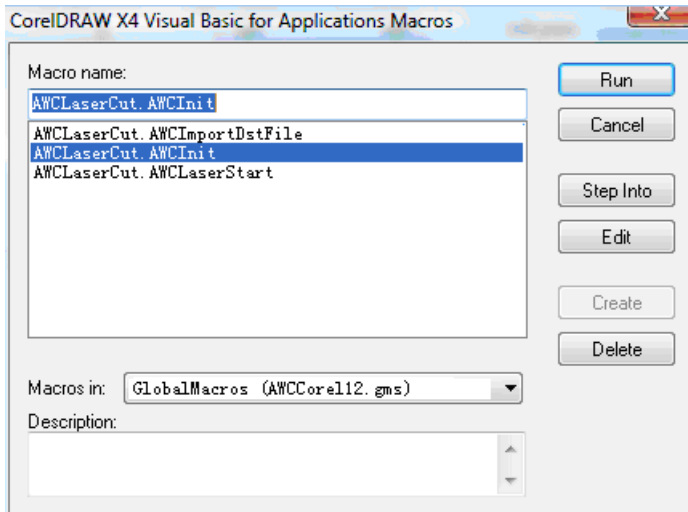 CorelDRAW X4 Visual Basic for Applications Macros
Macro name:
AWCLaserCut.AWCInit
AWCLaserCut.AWCImportDstFile
AWCLaserCut.AWCInit
AWCLaserCut.AWCLaserStart
Run
Cancel
Step Into
Edit
Create
Delete
Macros in: GlobalMacros (AWCCorel12.gms)
Description: